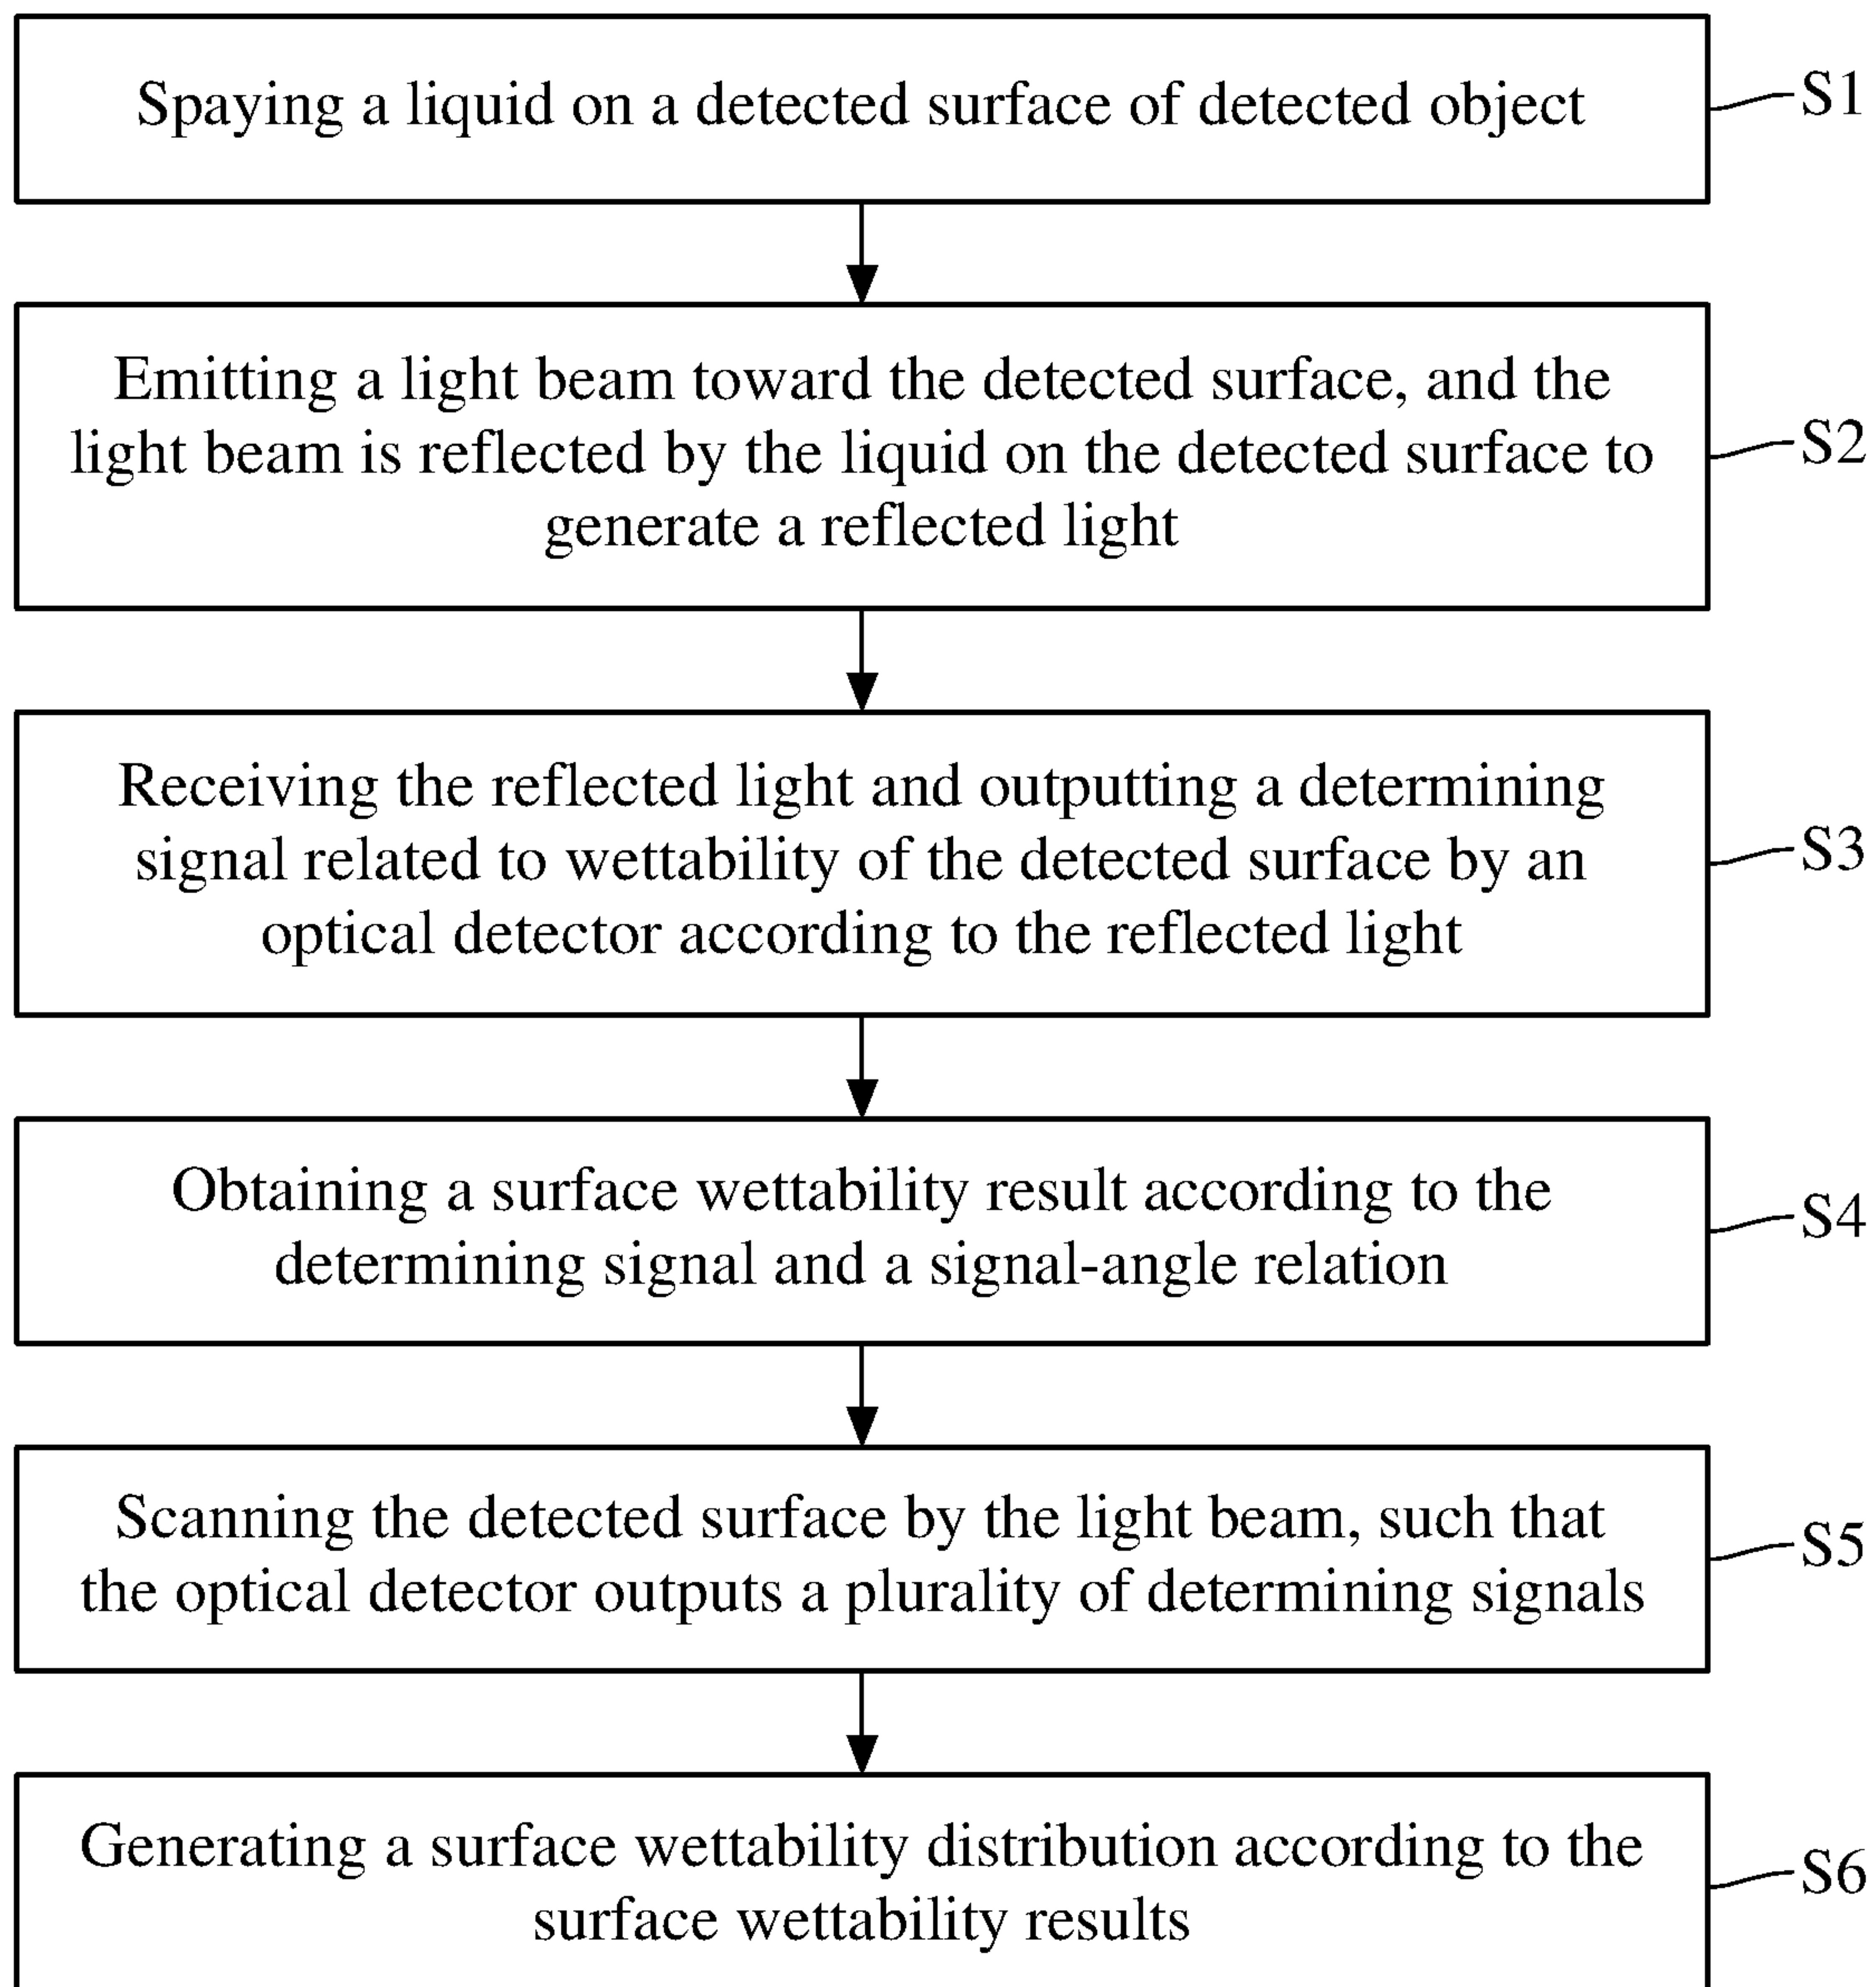 Spaying a liquid on a detected surface of detected object
S1
Emitting a light beam toward the detected surface, and the
light beam is reflected by the liquid on the detected surface to
generate a reflected light
S2
Receiving the reflected light and outputting a determining
signal related to wettability of the detected surface by an
optical detector according to the reflected light
S3
Obtaining a surface wettability result according to the
determining signal and a signal-angle relation
S4
Scanning the detected surface by the light beam, such that
the optical detector outputs a plurality of determining signals
S5
Generating a surface wettability distribution according to the
surface wettability results
S6